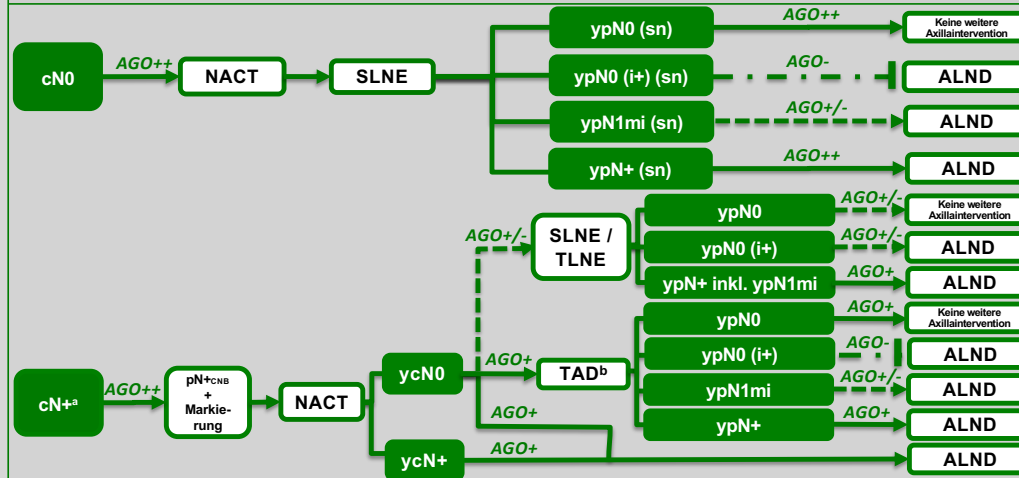 ypN0 (sn)
AGO++
Keine weitere
Axillaintervention
cN0
AGO++
NACT
SLNE
ypN0 (i+) (sn)
AGO-
ALND
ypN1mi (sn)
AGO+/-
ALND
ypN+ (sn)
AGO++
ALND
AGO+/-
SLNE /
TLNE
ypN0
AGO+/-
Keine weitere
Axillaintervention
ypN0 (i+)
AGO+/-
ALND
ypN+ inkl. ypN1mi
AGO+
ALND
cN+ᵃ
AGO++
pN+CNB
+
Markie-
rung
NACT
ycN0
AGO+
TADᵇ
ypN0
AGO+
Keine weitere
Axillaintervention
ypN0 (i+)
AGO-
ALND
ypN1mi
AGO+/-
ALND
ypN+
AGO+
ALND
AGO+
ycN+
AGO+
ALND